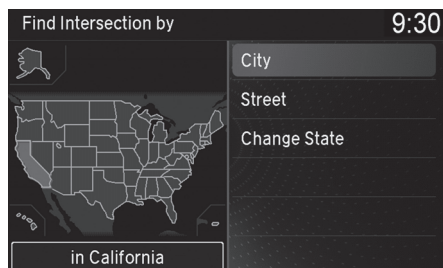 Find Intersection by
9:30
City
Street
Change State
in California